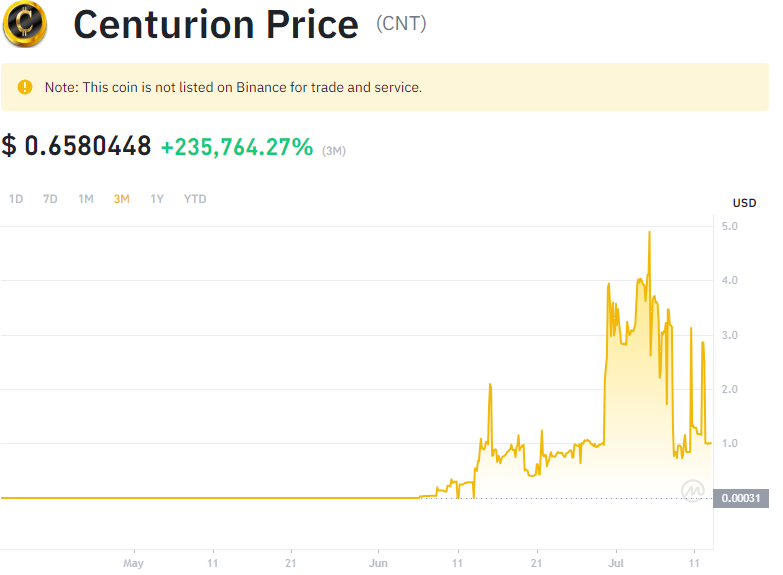 Centurion Price (CNT)
Note: This coin is not listed on Binance for trade and service.
$ 0.6580448 +235,764.27% (3M)
1D 7D 1M 3M 1Y YTD
USD
5.0
4.0
3.0
2.0
1.0
0.00031
May 11 21 Jun 11 21 Jul 11